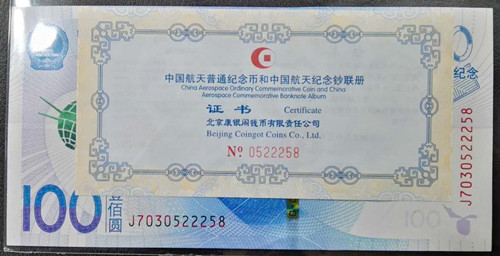 中国航天普通纪念币和中国航天纪念钞联册
China Aerospace Ordinary Commemorative Coin and China
Aerospace Commemorative Banknote Album
证书 Certificate
北京康银阁钱币有限责任公司
Beijing Coingot Coins Co., Ltd.
No 0522258
0
纪念
J7030522258
100 佰圆 J7030522258
100